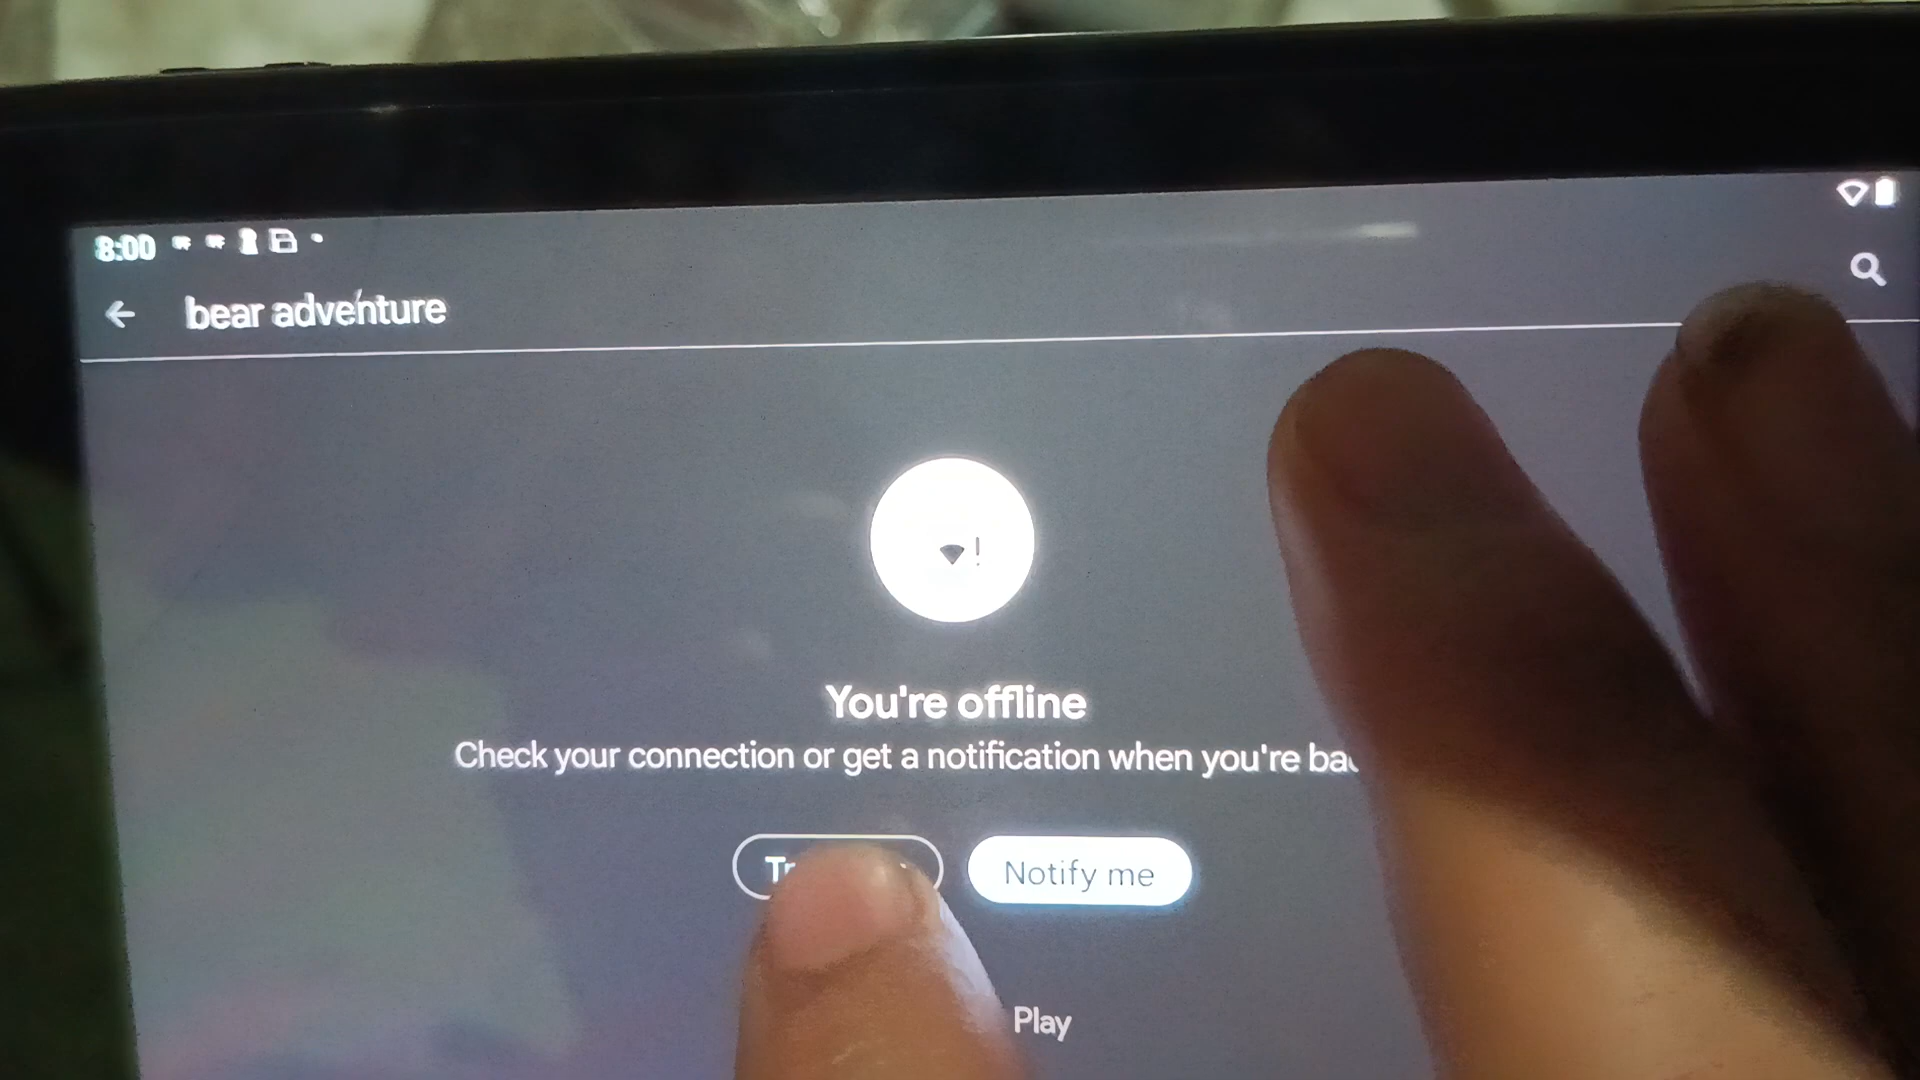 8:00
bear adventure
You're offline
Check your connection or get a notification when you're
Notify me
Play